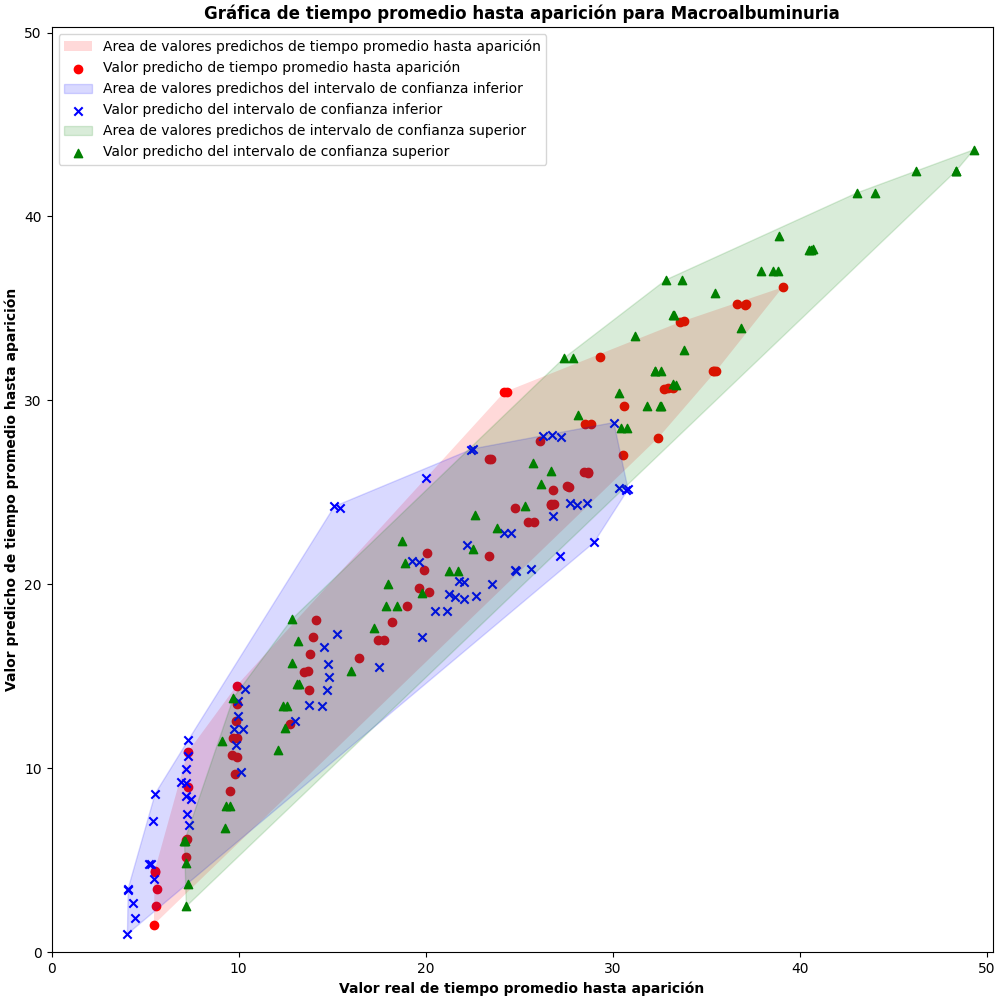 Gráfica de tiempo promedio hasta aparición para Macroalbuminuria
Area de valores predichos de tiempo promedio hasta aparición
Valor predicho de tiempo promedio hasta aparición
Area de valores predichos del intervalo de confianza inferior
Valor predicho del intervalo de confianza inferior
Area de valores predichos de intervalo de confianza superior
Valor predicho del intervalo de confianza superior
Valor predicho de tiempo promedio hasta aparición
50
40
30
20
10
0
0 10 20 30 40 50
Valor real de tiempo promedio hasta aparición